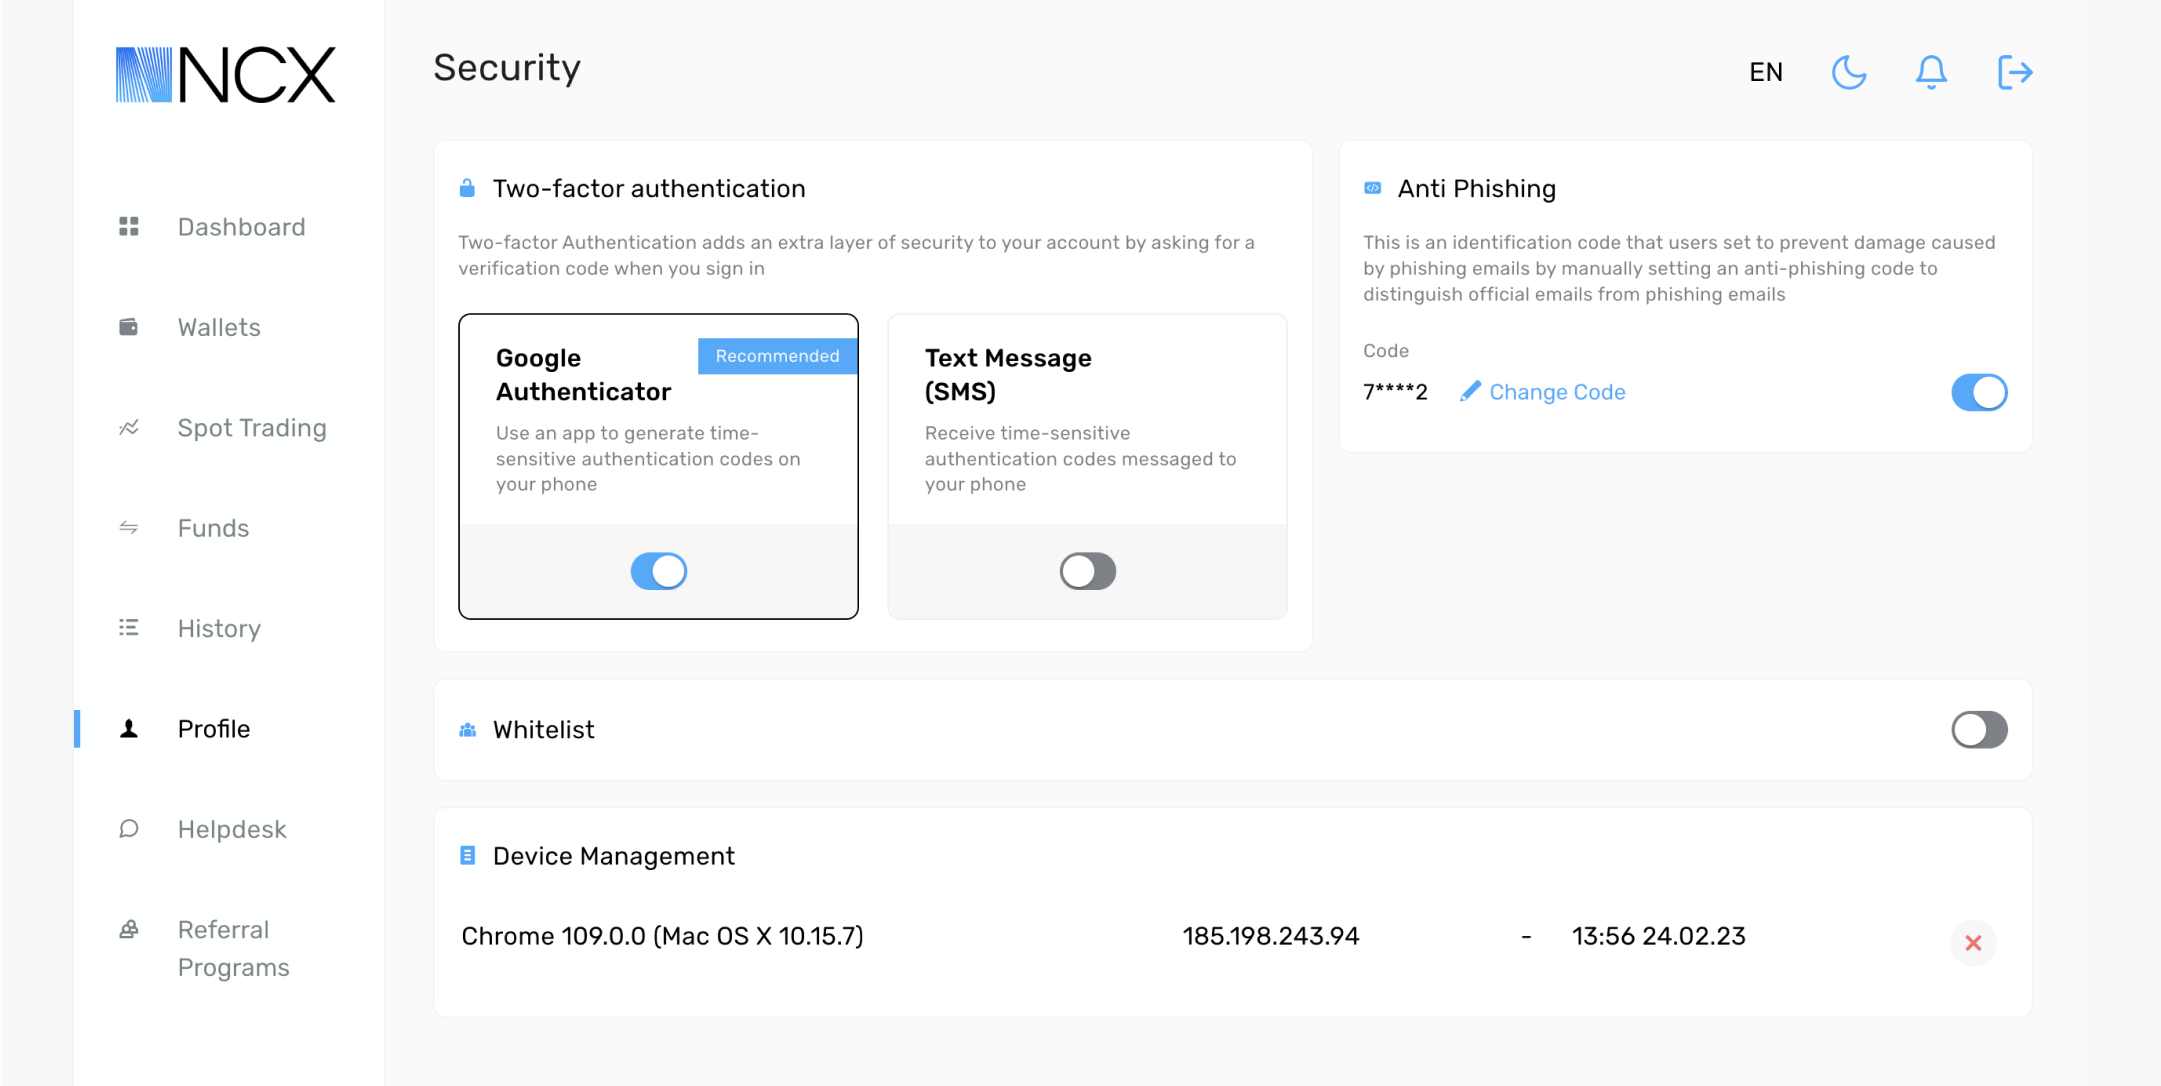 NCX
Security
EN
Dashboard
Wallets
Spot Trading
Funds
History
Profile
Helpdesk
Referral
Programs
Two-factor authentication
Two-factor Authentication adds an extra layer of security to your account by asking for a
verification code when you sign in
Google
Authenticator
Recommended
Use an app to generate time-
sensitive authentication codes on
your phone
Text Message
(SMS)
Receive time-sensitive
authentication codes messaged to
your phone
Anti Phishing
This is an identification code that users set to prevent damage caused
by phishing emails by manually setting an anti-phishing code to
distinguish official emails from phishing emails
Code
7****2 Change Code
Whitelist
Device Management
Chrome 109.0.0 (Mac OS X 10.15.7) 185.198.243.94 - 13:56 24.02.23